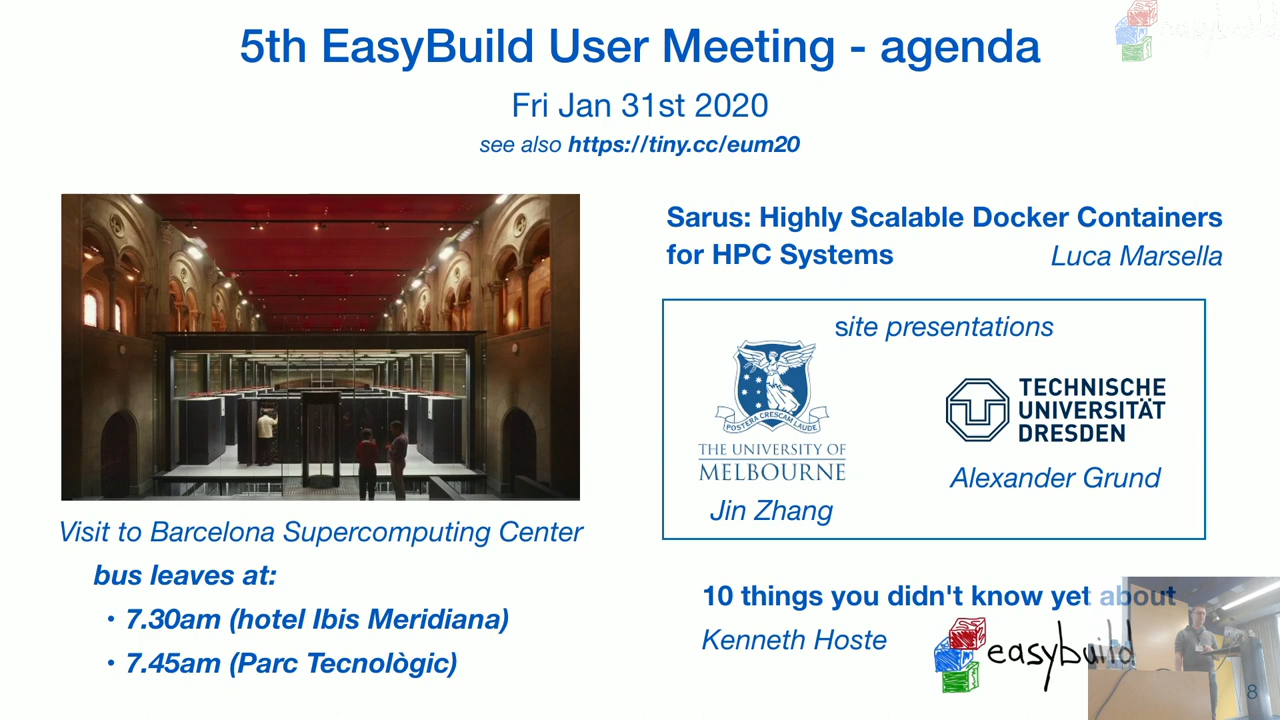 5th EasyBuild User Meeting - agenda
easybuild
Fri Jan 31st 2020
see also https://tiny.cc/eum20
Visit to Barcelona Supercomputing Center
bus leaves at:
• 7.30am (hotel Ibis Meridiana)
• 7.45am (Parc Tecnològic)
Sarus: Highly Scalable Docker Containers
for HPC Systems Luca Marsella
site presentations
POSTERA CRESCAM LAUDE
THE UNIVERSITY OF
MELBOURNE
Jin Zhang
TECHNISCHE
UNIVERSITÄT
DRESDEN
Alexander Grund
10 things you didn't know yet about
Kenneth Hoste
easybuild
8